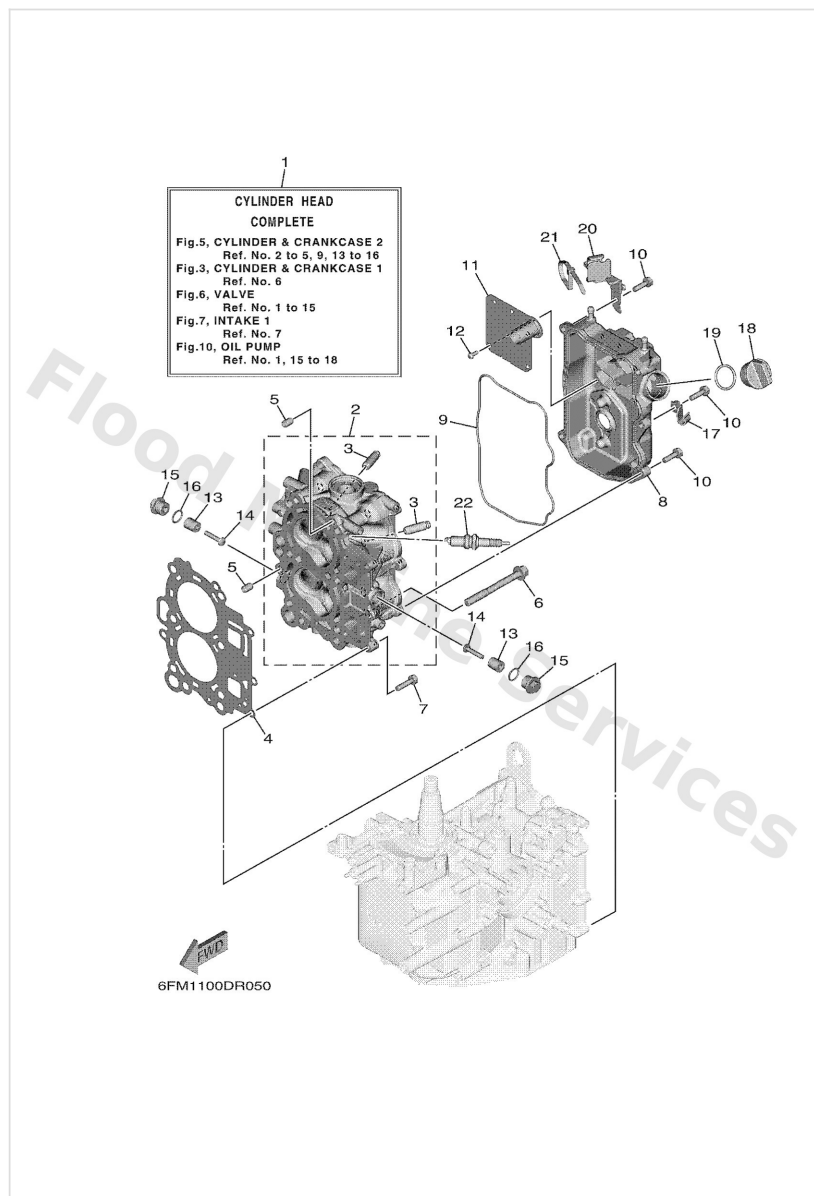 1
CYLINDER HEAD
COMPLETE
Fig.5, CYLINDER & CRANKCASE 2
Ref. No. 2 to 5, 9, 13 to 16
Fig.3, CYLINDER & CRANKCASE 1
Ref. No. 6
Fig.6, VALVE
Ref. No. 1 to 15
Fig.7, INTAKE 1
Ref. No. 7
Fig.10, OIL PUMP
Ref. No. 1, 15 to 18
20
21
10
11
12
19
18
9
10
17
5
2
3
10
8
15
16
13
14
3
22
5
6
14
13
16
15
7
4
Flood Marine Services
FWD
6FM1100DR050